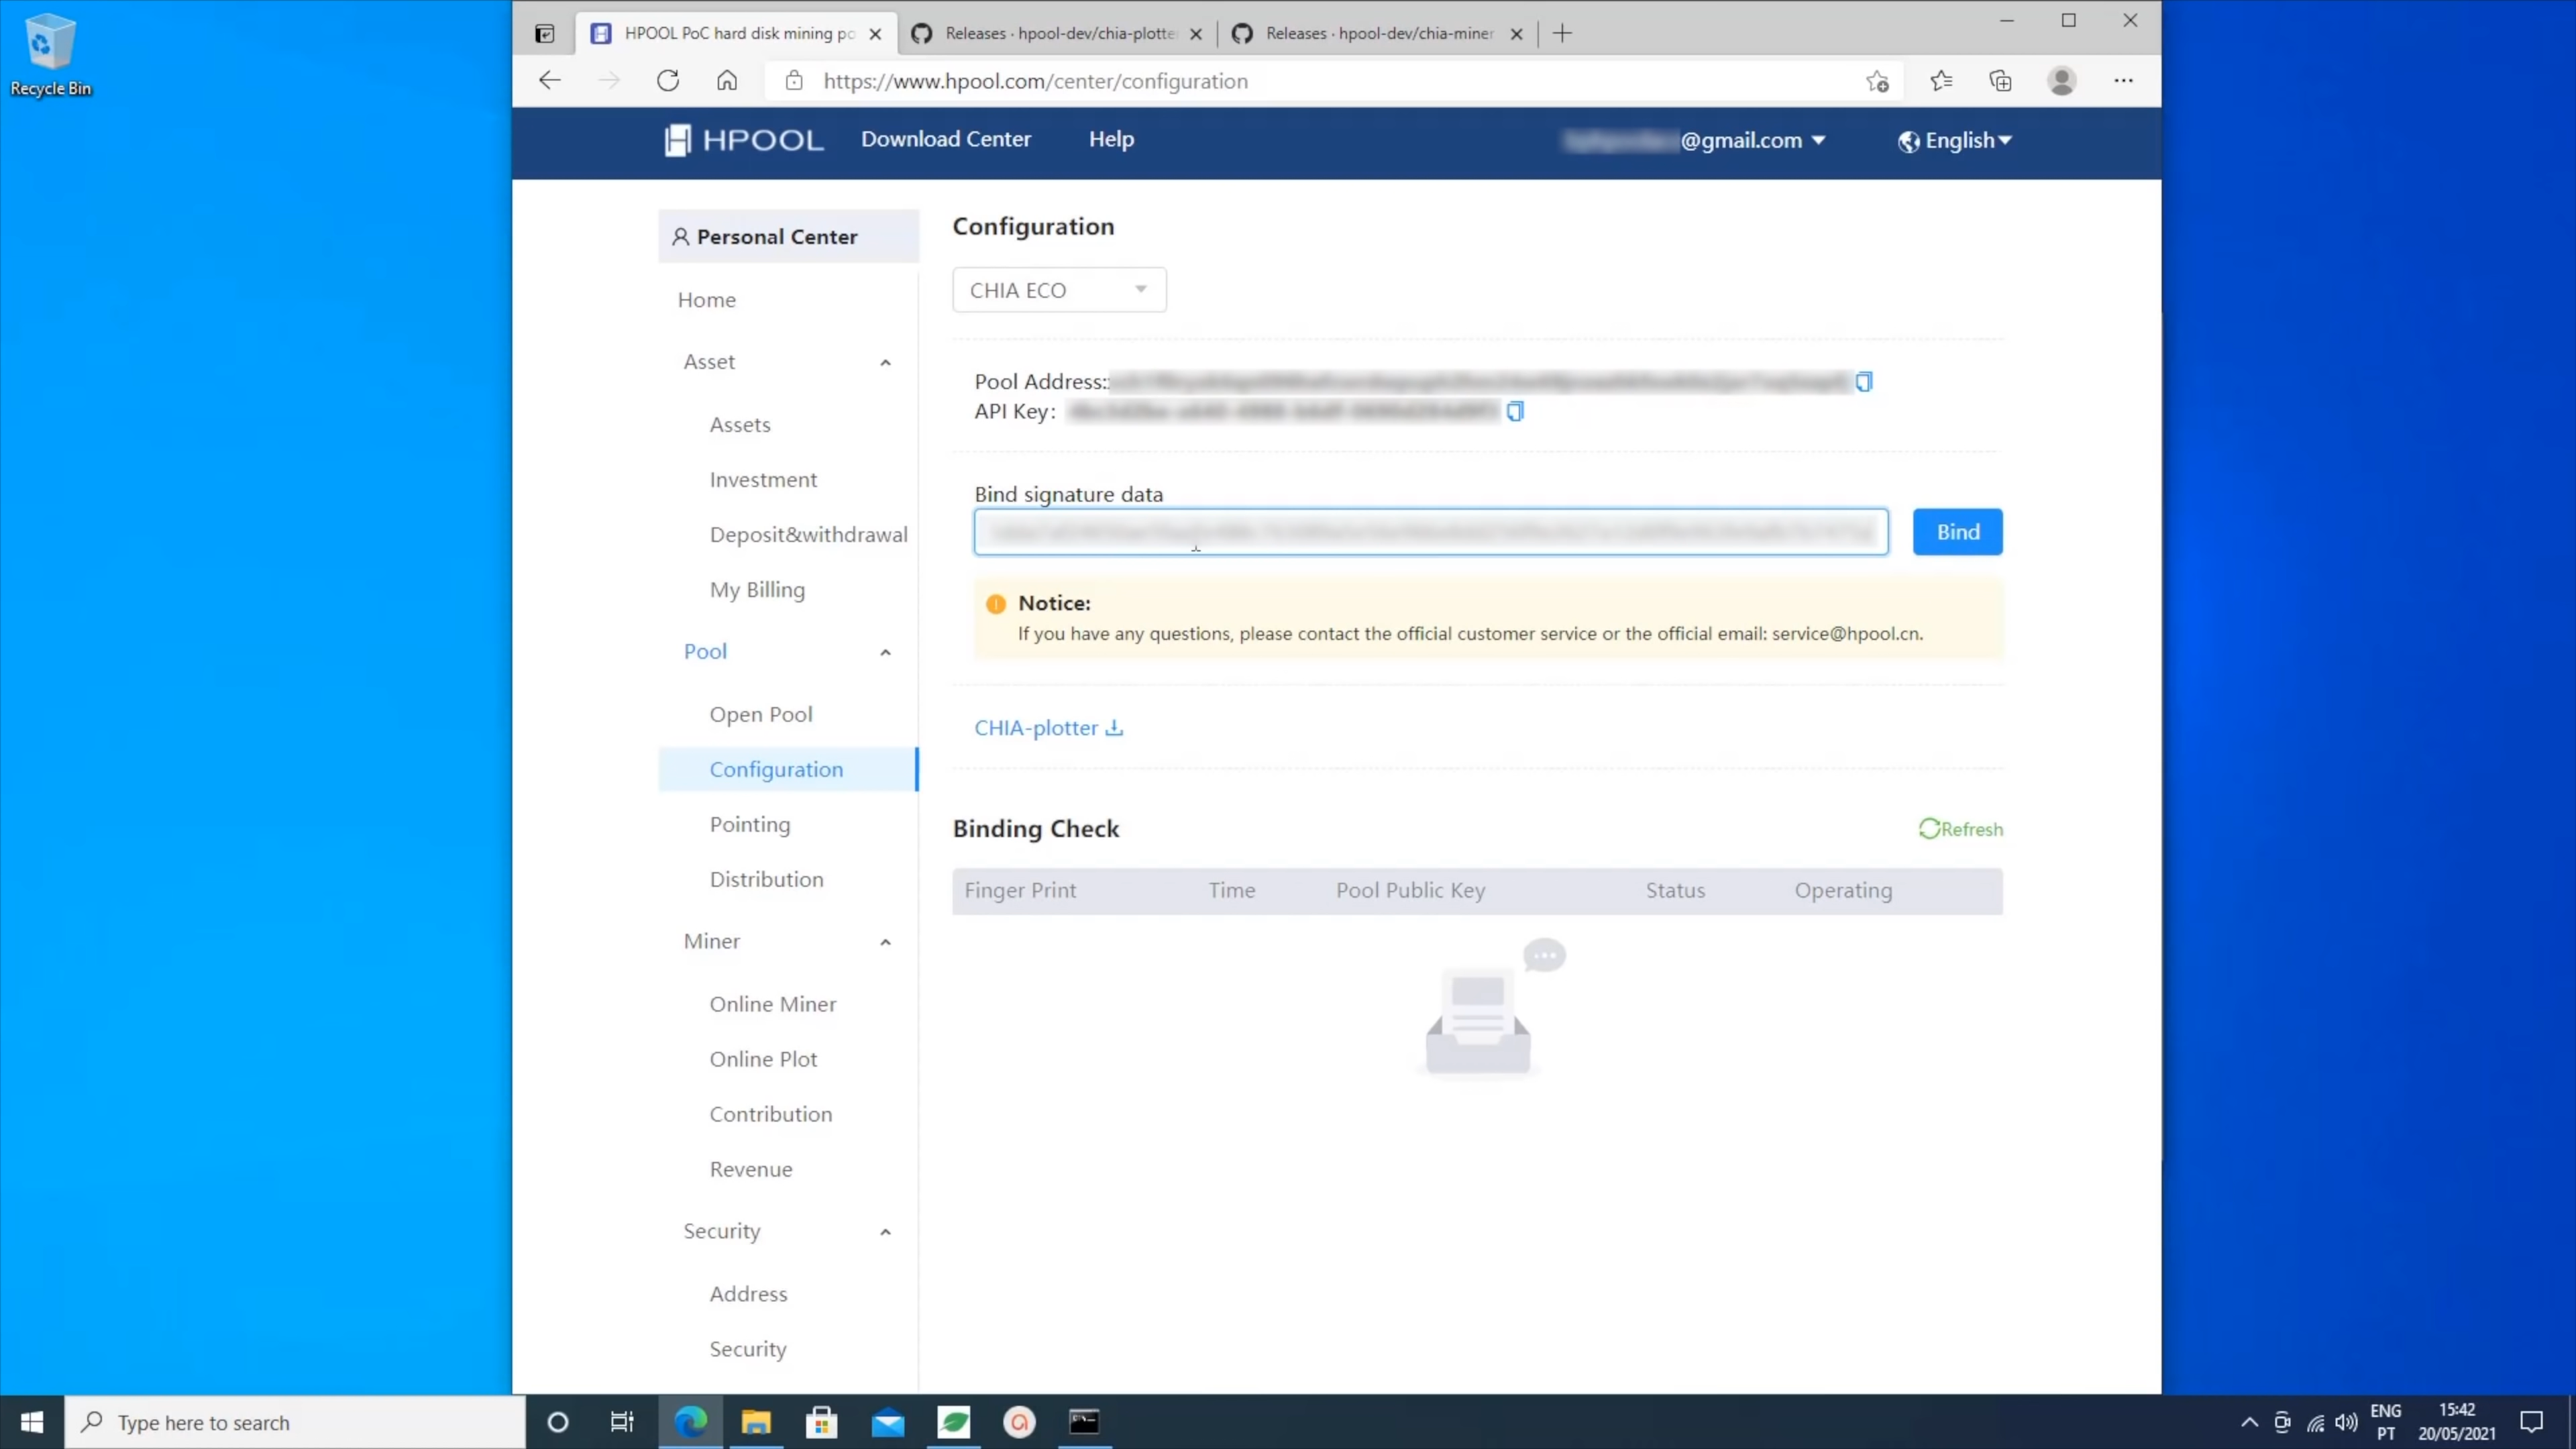 Recycle Bin
HPOOL PoC hard disk mining po
Releases · hpool-dev/chia-plotte
Releases · hpool-dev/chia-miner
https://www.hpool.com/center/configuration
HPOOL
Download Center
Help
@gmail.com
English
Personal Center
Home
Asset
Assets
Investment
Deposit&withdrawal
My Billing
Pool
Open Pool
Configuration
Pointing
Distribution
Miner
Online Miner
Online Plot
Contribution
Revenue
Security
Address
Security
Configuration
CHIA ECO
Pool Address:
API Key:
Bind signature data
Bind
Notice:
If you have any questions, please contact the official customer service or the official email: service@hpool.cn.
CHIA-plotter
Binding Check
Refresh
Finger Print Time Pool Public Key Status Operating
Type here to search
ENG
PT
15:42
20/05/2021